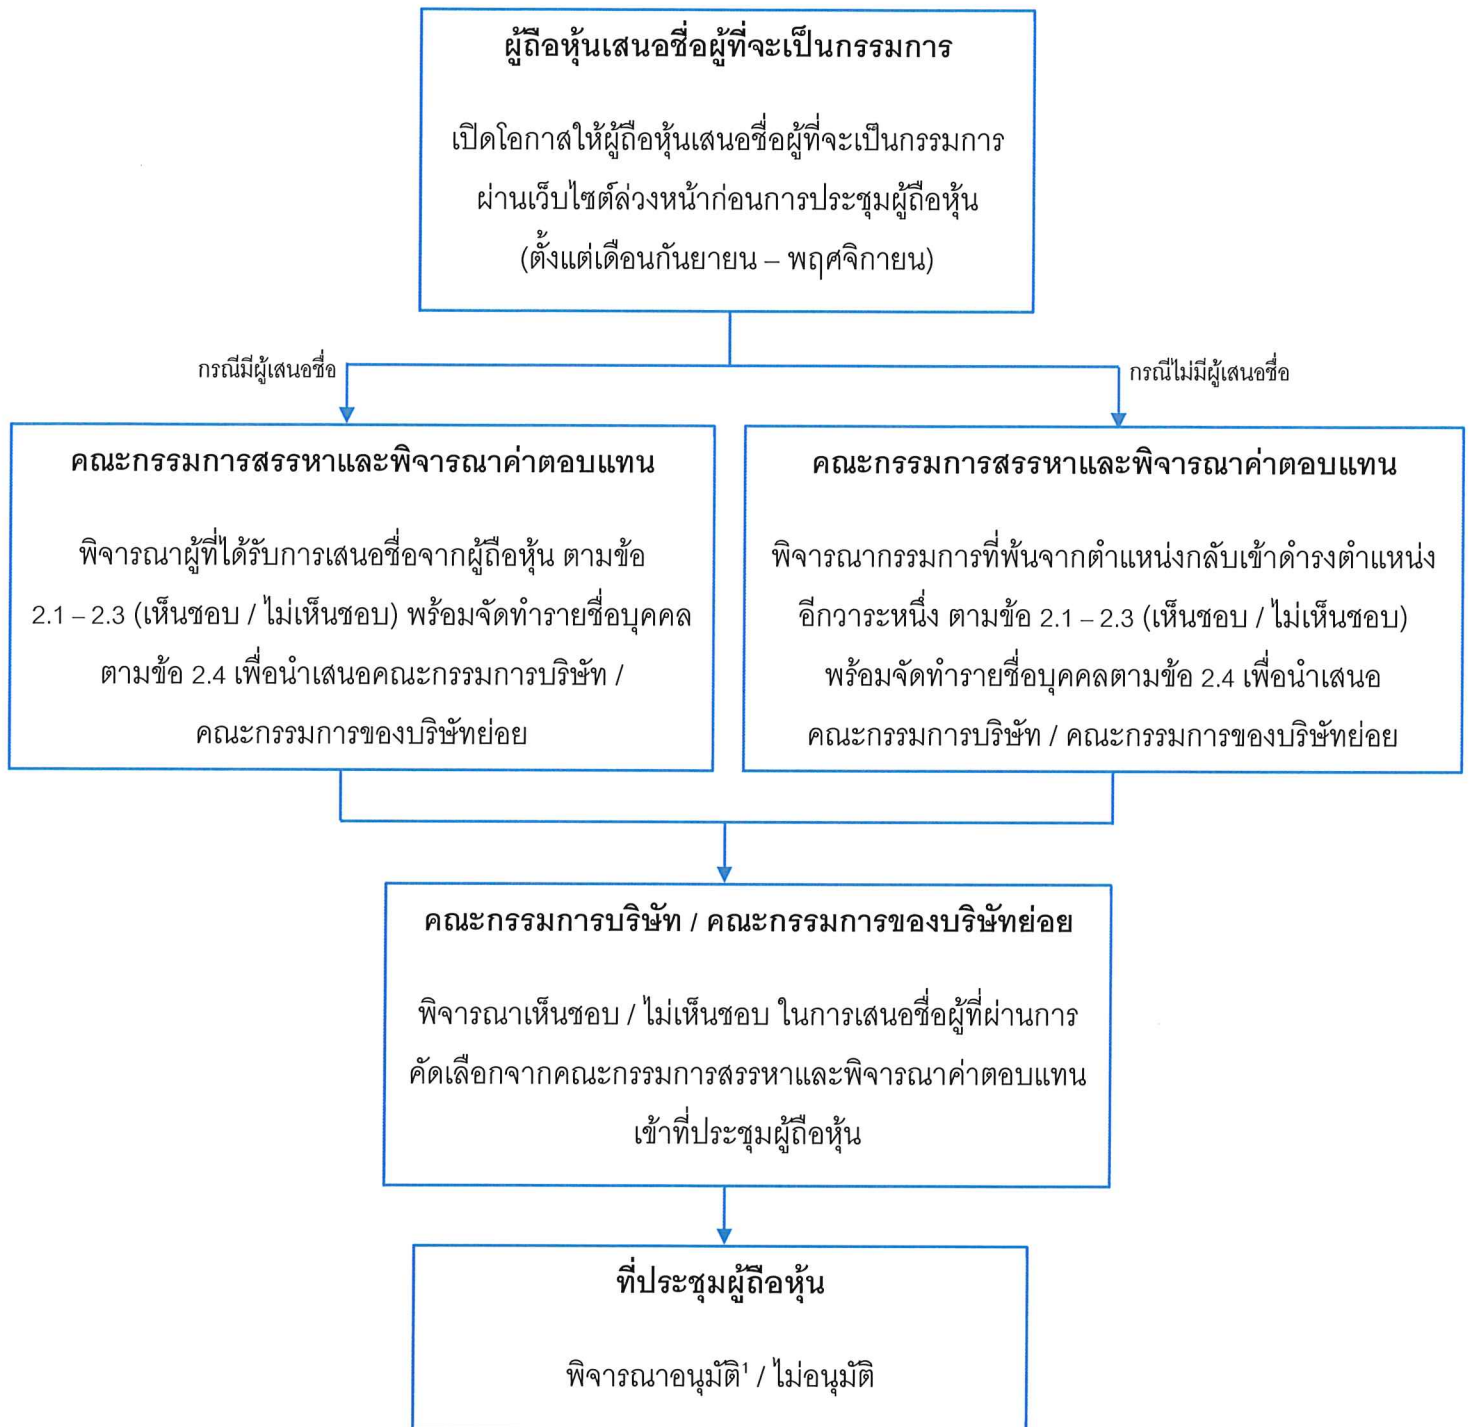 ผู้ถือหุ้นเสนอชื่อผู้ที่จะเป็นกรรมการ
เปิดโอกาสให้ผู้ถือหุ้นเสนอชื่อผู้ที่จะเป็นกรรมการ
ผ่านเว็บไซต์ล่วงหน้าก่อนการประชุมผู้ถือหุ้น
(ตั้งแต่เดือนกันยายน – พฤศจิกายน)
กรณีมีผู้เสนอชื่อ
กรณีไม่มีผู้เสนอชื่อ
คณะกรรมการสรรหาและพิจารณาค่าตอบแทน
พิจารณาผู้ที่ได้รับการเสนอชื่อจากผู้ถือหุ้น ตามข้อ
2.1 – 2.3 (เห็นชอบ / ไม่เห็นชอบ) พร้อมจัดทำรายชื่อบุคคล
ตามข้อ 2.4 เพื่อนำเสนอคณะกรรมการบริษัท /
คณะกรรมการของบริษัทย่อย
คณะกรรมการสรรหาและพิจารณาค่าตอบแทน
พิจารณากรรมการที่พ้นจากตำแหน่งกลับเข้าดำรงตำแหน่ง
อีกวาระหนึ่ง ตามข้อ 2.1 – 2.3 (เห็นชอบ / ไม่เห็นชอบ)
พร้อมจัดทำรายชื่อบุคคลตามข้อ 2.4 เพื่อนำเสนอ
คณะกรรมการบริษัท / คณะกรรมการของบริษัทย่อย
คณะกรรมการบริษัท / คณะกรรมการของบริษัทย่อย
พิจารณาเห็นชอบ / ไม่เห็นชอบ ในการเสนอชื่อผู้ที่ผ่านการ
คัดเลือกจากคณะกรรมการสรรหาและพิจารณาค่าตอบแทน
เข้าที่ประชุมผู้ถือหุ้น
ที่ประชุมผู้ถือหุ้น
พิจารณาอนุมัติ¹ / ไม่อนุมัติ